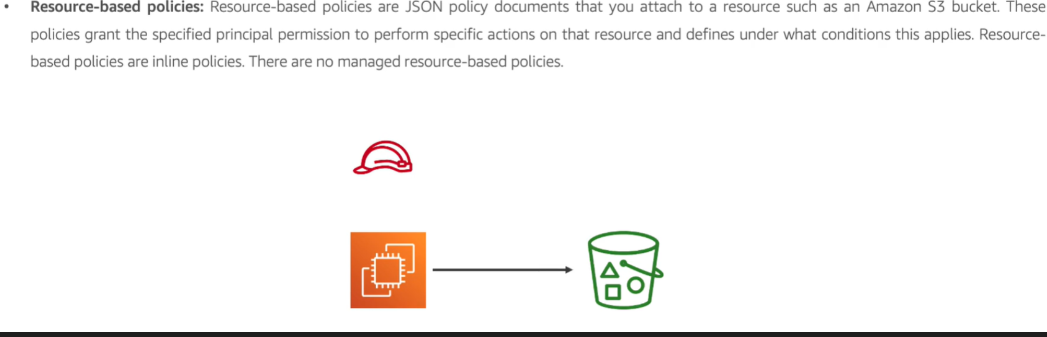 • Resource-based policies: Resource-based policies are JSON policy documents that you attach to a resource such as an Amazon S3 bucket. These
policies grant the specified principal permission to perform specific actions on that resource and defines under what conditions this applies. Resource-
based policies are inline policies. There are no managed resource-based policies.